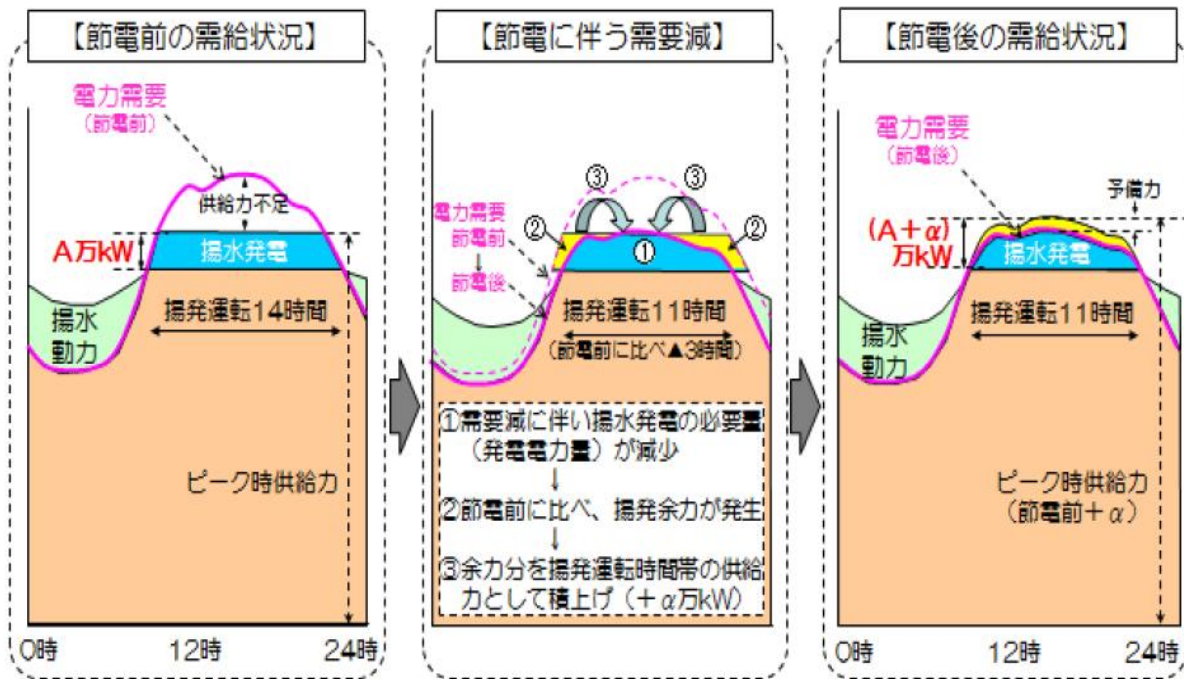 【節電前の需給状況】
電力需要
(節電前)
供給力不足
A万kW
揚水発電
揚発運転14時間
揚水
動力
ピーク時供給力
0時
12時
24時
【節電に伴う需要減】
③
③
電力需要
節電前
↓
節電後
②
②
①
揚発運転11時間
(節電前に比べ▲3時間)
①需要減に伴い揚水発電の必要量
(発電電力量)が減少
↓
②節電前に比べ、揚発余力が発生
↓
③余力分を揚発運転時間帯の供給
力として積上げ(+α万kW)
【節電後の需給状況】
電力需要
(節電後)
予備力
(A+α)
万kW
揚水発電
揚発運転11時間
揚水
動力
ピーク時供給力
(節電前+α)
0時
12時
24時